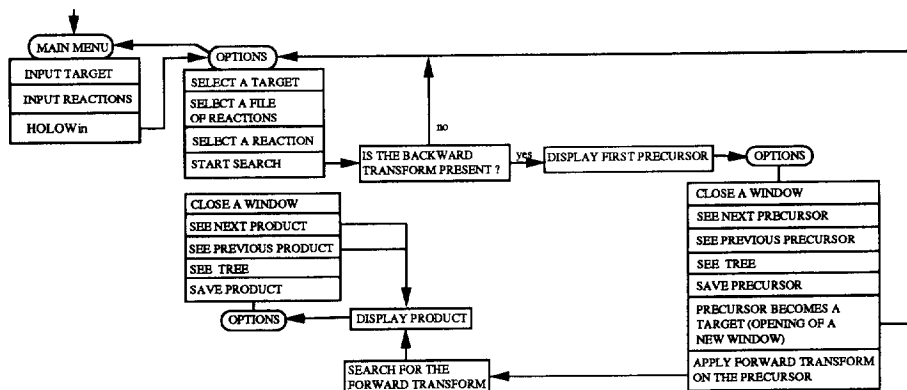 MAIN MENU
INPUT TARGET
INPUT REACTIONS
HOLOWin
OPTIONS
SELECT A TARGET
SELECT A FILE
OF REACTIONS
SELECT A REACTION
START SEARCH
no
IS THE BACKWARD
TRANSFORM PRESENT ?
yes
DISPLAY FIRST PRECURSOR
OPTIONS
CLOSE A WINDOW
SEE NEXT PRECURSOR
SEE PREVIOUS PRECURSOR
SEE TREE
SAVE PRECURSOR
PRECURSOR BECOMES A
TARGET (OPENING OF A
NEW WINDOW)
APPLY FORWARD TRANSFORM
ON THE PRECURSOR
CLOSE A WINDOW
SEE NEXT PRODUCT
SEE PREVIOUS PRODUCT
SEE TREE
SAVE PRODUCT
OPTIONS
DISPLAY PRODUCT
SEARCH FOR THE
FORWARD TRANSFORM